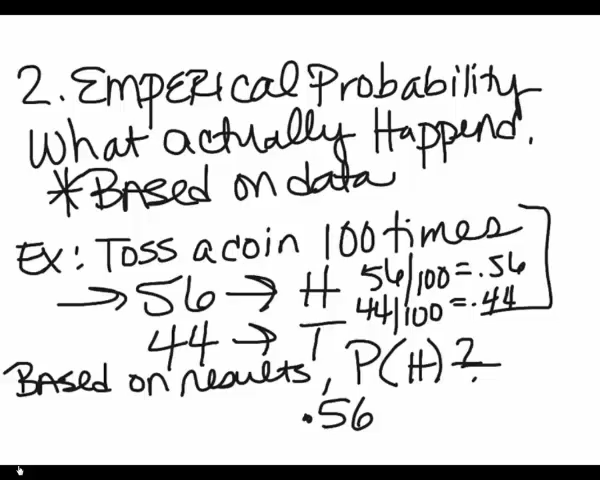 2. Emperical Probability
What actually Happend.
*Based on data
Ex: Toss a coin 100 times
→ 56 → H 56/100 = .56
44 → T 44/100 = .44
Based on results, P(H)?
.56